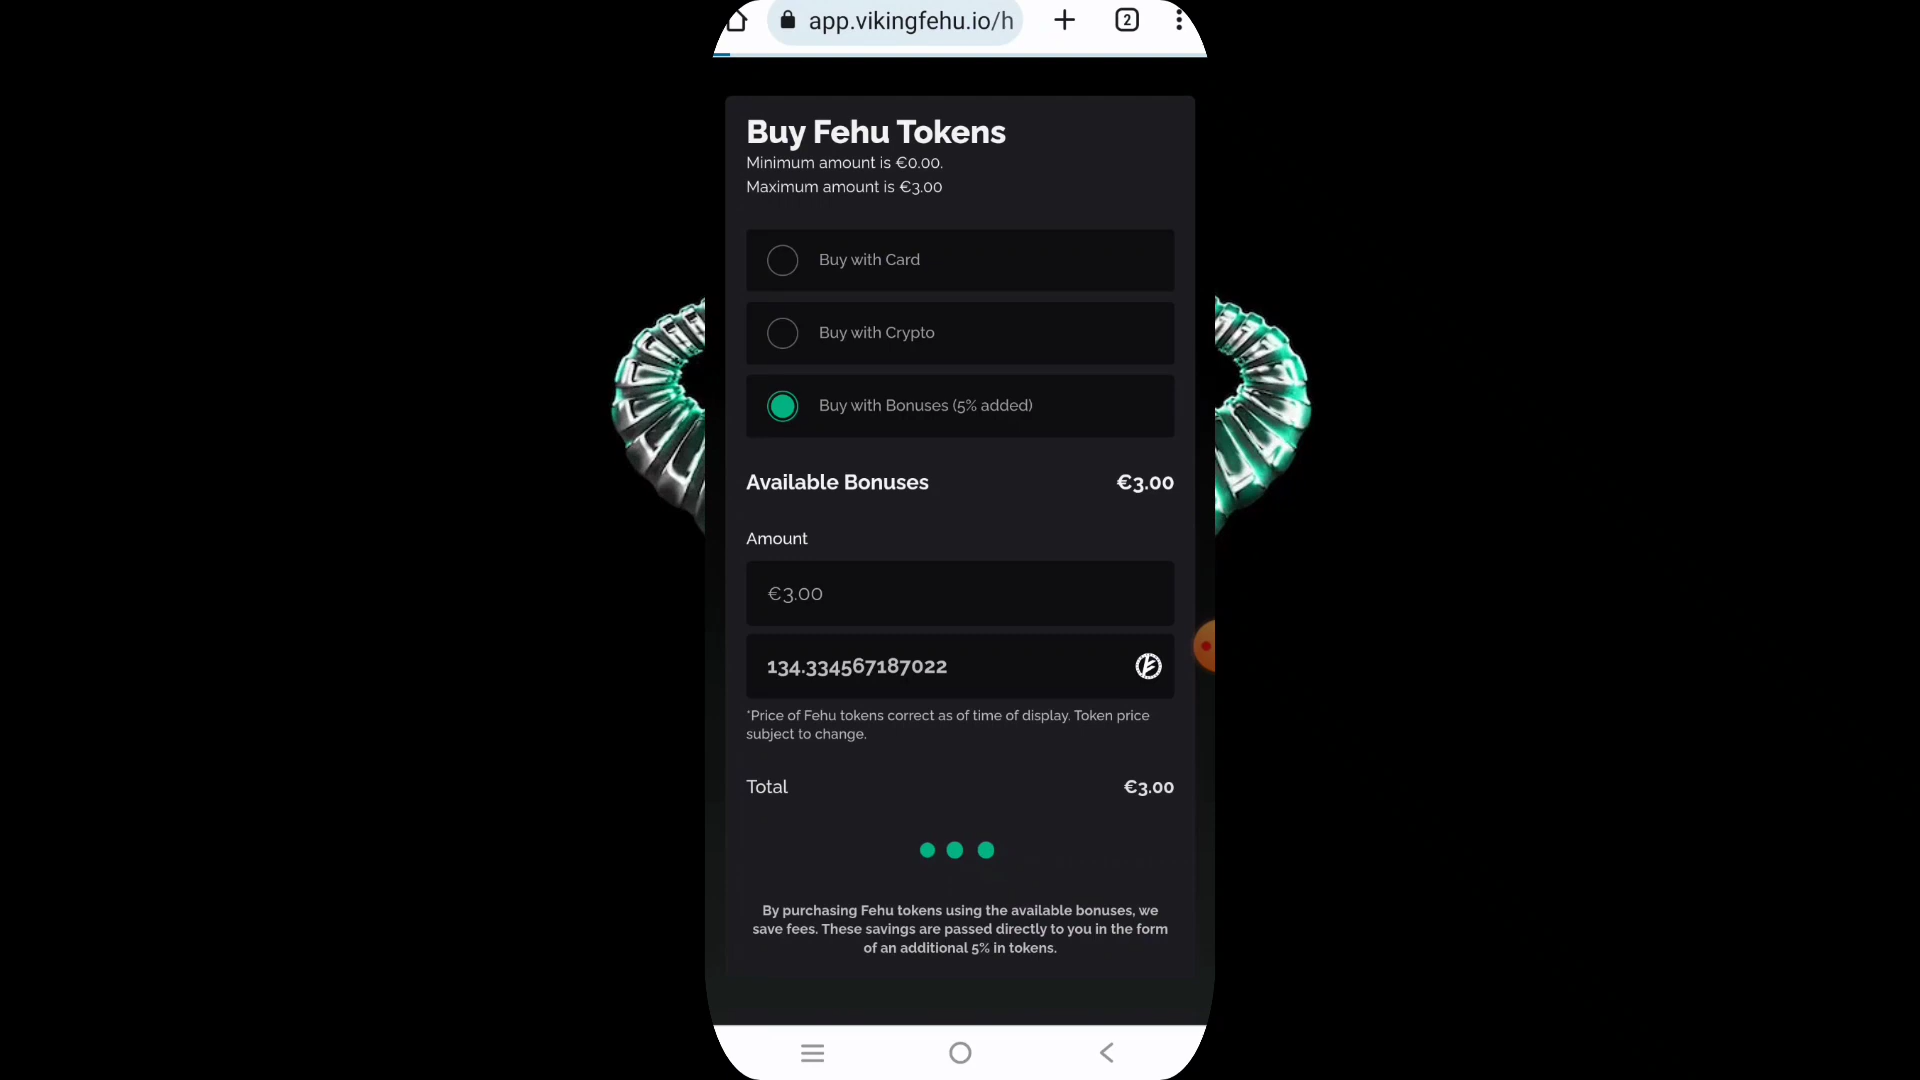 app.vikingfehu.io/h
2
Buy Fehu Tokens
Minimum amount is €0.00.
Maximum amount is €3.00
Buy with Card
Buy with Crypto
Buy with Bonuses (5% added)
Available Bonuses €3.00
Amount
€3.00
134.334567187022
*Price of Fehu tokens correct as of time of display. Token price
subject to change.
Total €3.00
By purchasing Fehu tokens using the available bonuses, we
save fees. These savings are passed directly to you in the form
of an additional 5% in tokens.